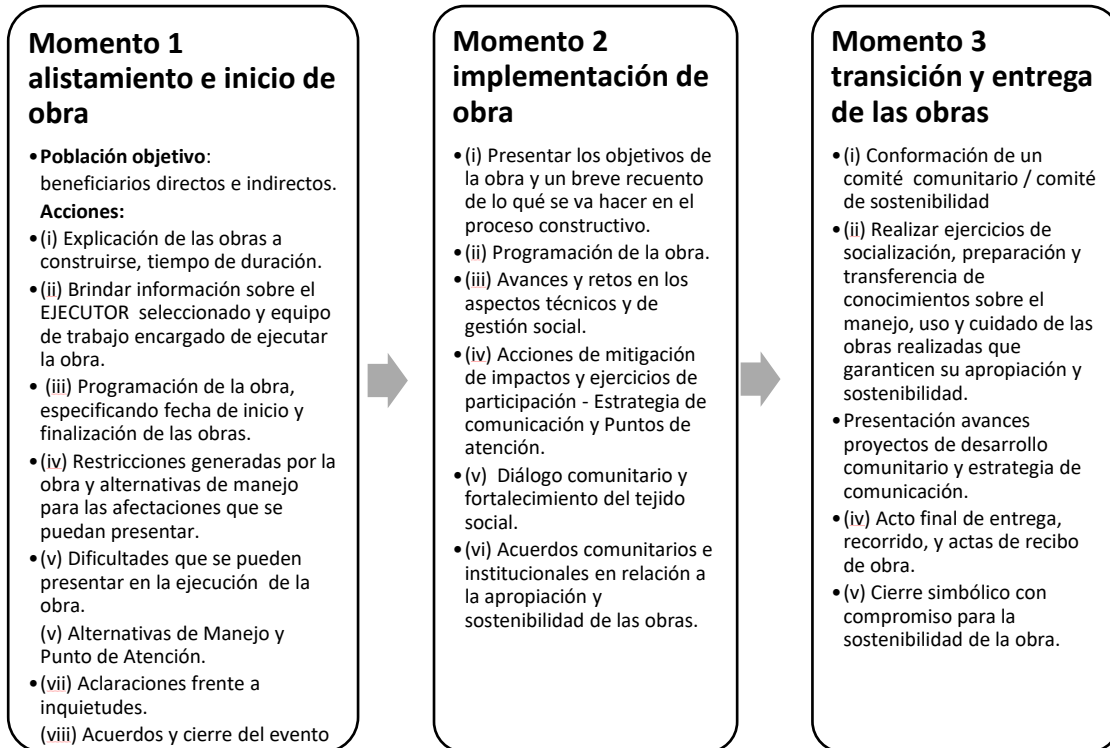 Momento 1
alistamiento e inicio de
obra
•Población objetivo:
beneficiarios directos e indirectos.
Acciones:
•(i) Explicación de las obras a
construirse, tiempo de duración.
•(ii) Brindar información sobre el
EJECUTOR seleccionado y equipo
de trabajo encargado de ejecutar
la obra.
• (iii) Programación de la obra,
especificando fecha de inicio y
finalización de las obras.
•(iv) Restricciones generadas por la
obra y alternativas de manejo
para las afectaciones que se
puedan presentar.
•(v) Dificultades que se pueden
presentar en la ejecución de la
obra.
(v) Alternativas de Manejo y
Punto de Atención.
•(vii) Aclaraciones frente a
inquietudes.
(viii) Acuerdos y cierre del evento
Momento 2
implementación de
obra
•(i) Presentar los objetivos de
la obra y un breve recuento
de lo qué se va hacer en el
proceso constructivo.
•(ii) Programación de la obra.
•(iii) Avances y retos en los
aspectos técnicos y de
gestión social.
•(iv) Acciones de mitigación
de impactos y ejercicios de
participación - Estrategia de
comunicación y Puntos de
atención.
•(v) Diálogo comunitario y
fortalecimiento del tejido
social.
•(vi) Acuerdos comunitarios e
institucionales en relación a
la apropiación y
sostenibilidad de las obras.
Momento 3
transición y entrega
de las obras
•(i) Conformación de un
comité comunitario / comité
de sostenibilidad
•(ii) Realizar ejercicios de
socialización, preparación y
transferencia de
conocimientos sobre el
manejo, uso y cuidado de las
obras realizadas que
garanticen su apropiación y
sostenibilidad.
•Presentación avances
proyectos de desarrollo
comunitario y estrategia de
comunicación.
•(iv) Acto final de entrega,
recorrido, y actas de recibo
de obra.
•(v) Cierre simbólico con
compromiso para la
sostenibilidad de la obra.